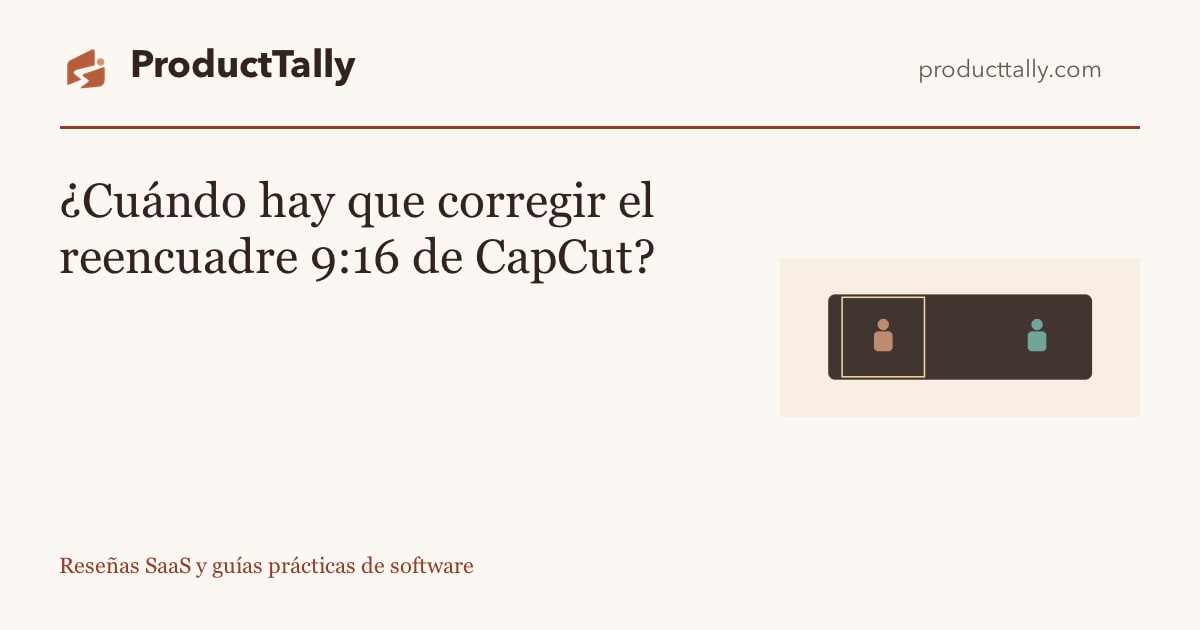 ProductTally
producttally.com
¿Cuándo hay que corregir el
reencuadre 9:16 de CapCut?
Reseñas SaaS y guías prácticas de software